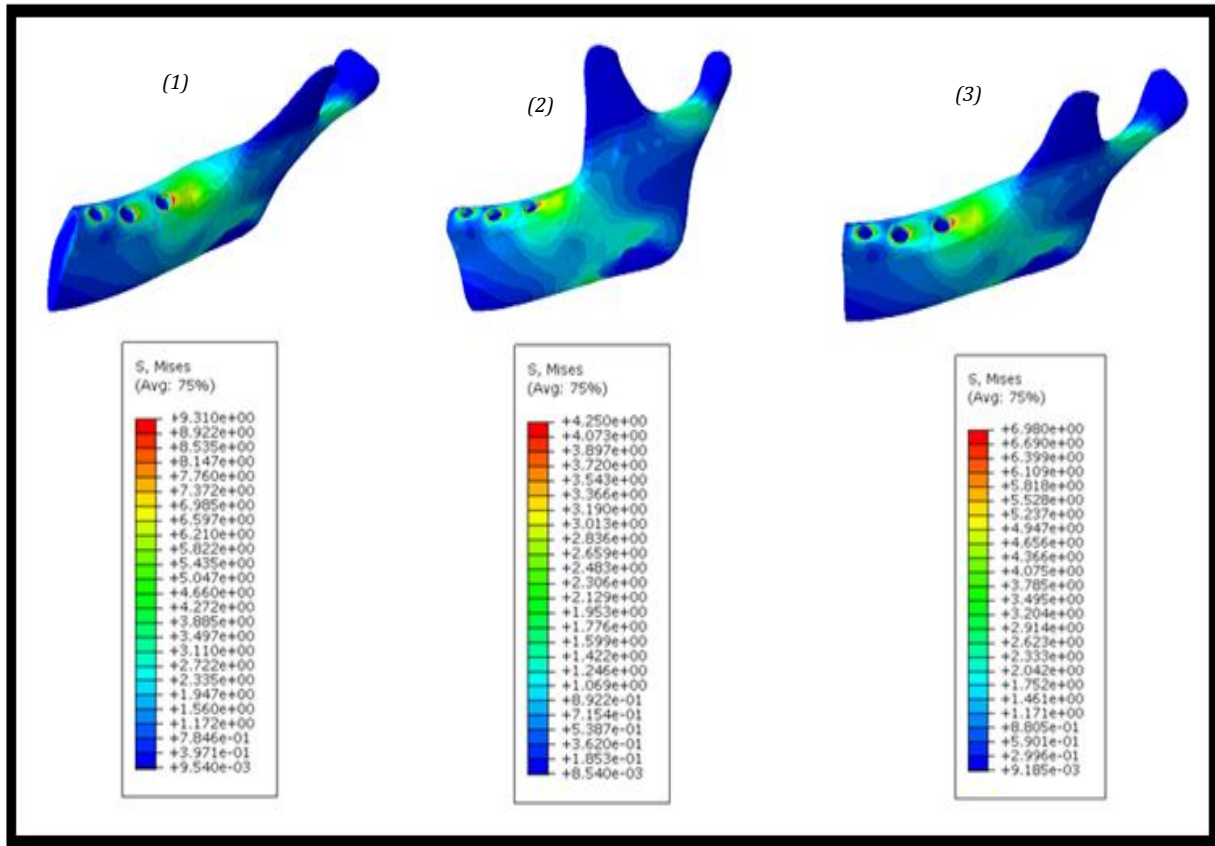 (1)
(2)
(3)
S, Mises
(Avg: 75%)
+9.310e+00
+8.922e+00
+8.535e+00
+8.147e+00
+7.760e+00
+7.372e+00
+6.985e+00
+6.597e+00
+6.210e+00
+5.822e+00
+5.435e+00
+5.047e+00
+4.660e+00
+4.272e+00
+3.885e+00
+3.497e+00
+3.110e+00
+2.722e+00
+2.335e+00
+1.947e+00
+1.560e+00
+1.172e+00
+7.846e-01
+3.971e-01
+9.540e-03
S, Mises
(Avg: 75%)
+4.250e+00
+4.073e+00
+3.897e+00
+3.720e+00
+3.543e+00
+3.366e+00
+3.190e+00
+3.013e+00
+2.836e+00
+2.659e+00
+2.483e+00
+2.306e+00
+2.129e+00
+1.953e+00
+1.776e+00
+1.599e+00
+1.422e+00
+1.246e+00
+1.069e+00
+8.922e-01
+7.154e-01
+5.387e-01
+3.620e-01
+1.853e-01
+8.540e-03
S, Mises
(Avg: 75%)
+6.980e+00
+6.690e+00
+6.399e+00
+6.109e+00
+5.818e+00
+5.528e+00
+5.237e+00
+4.947e+00
+4.656e+00
+4.366e+00
+4.075e+00
+3.785e+00
+3.495e+00
+3.204e+00
+2.914e+00
+2.623e+00
+2.333e+00
+2.042e+00
+1.752e+00
+1.461e+00
+1.171e+00
+8.805e-01
+5.901e-01
+2.996e-01
+9.185e-03